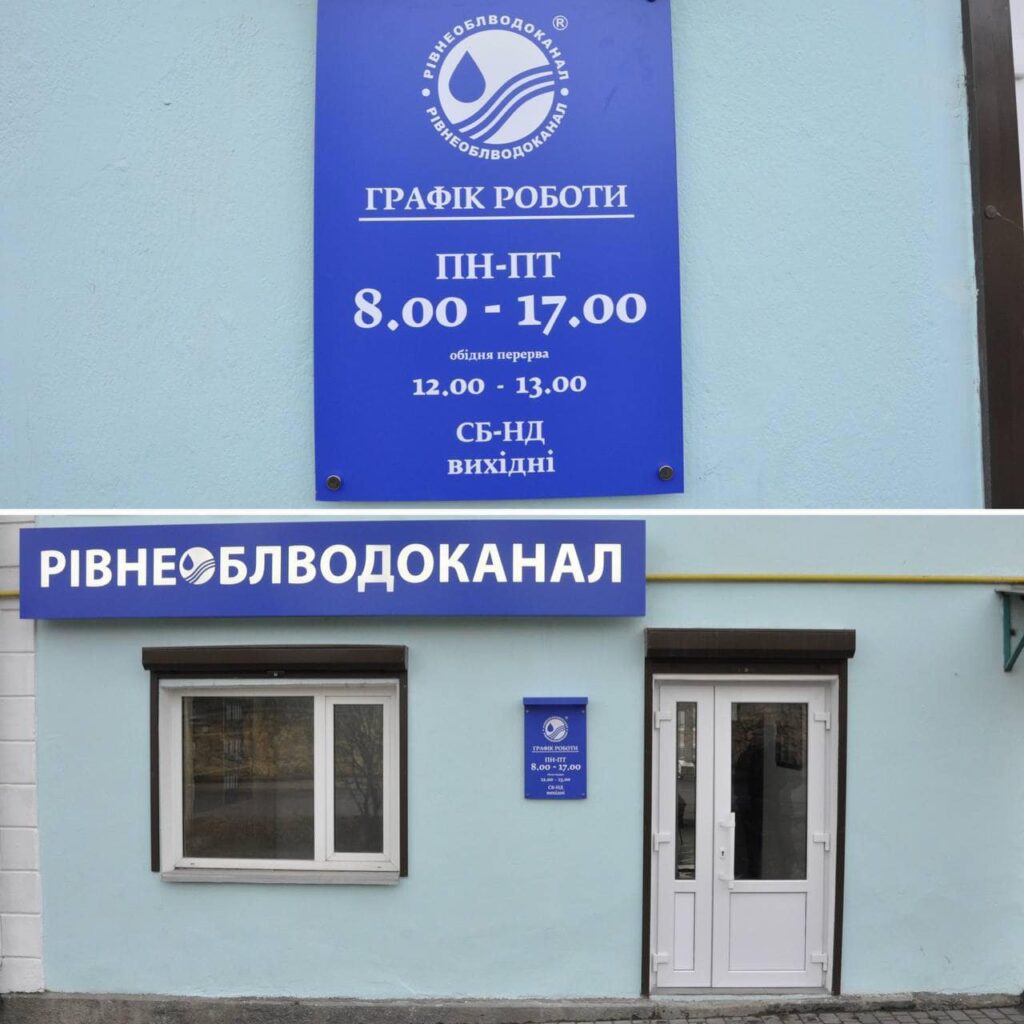 РІВНЕОБЛВОДОКАНАЛ ®
РІВНЕОБЛВОДОКАНАЛ
ГРАФІК РОБОТИ
ПН-ПТ
8.00 - 17.00
обідня перерва
12.00 - 13.00
СБ-НД
вихідні
РІВНЕОБЛВОДОКАНАЛ
ГРАФІК РОБОТИ
ПН-ПТ
8.00 - 17.00
12.00 - 13.00
СБ-НД
вихідні